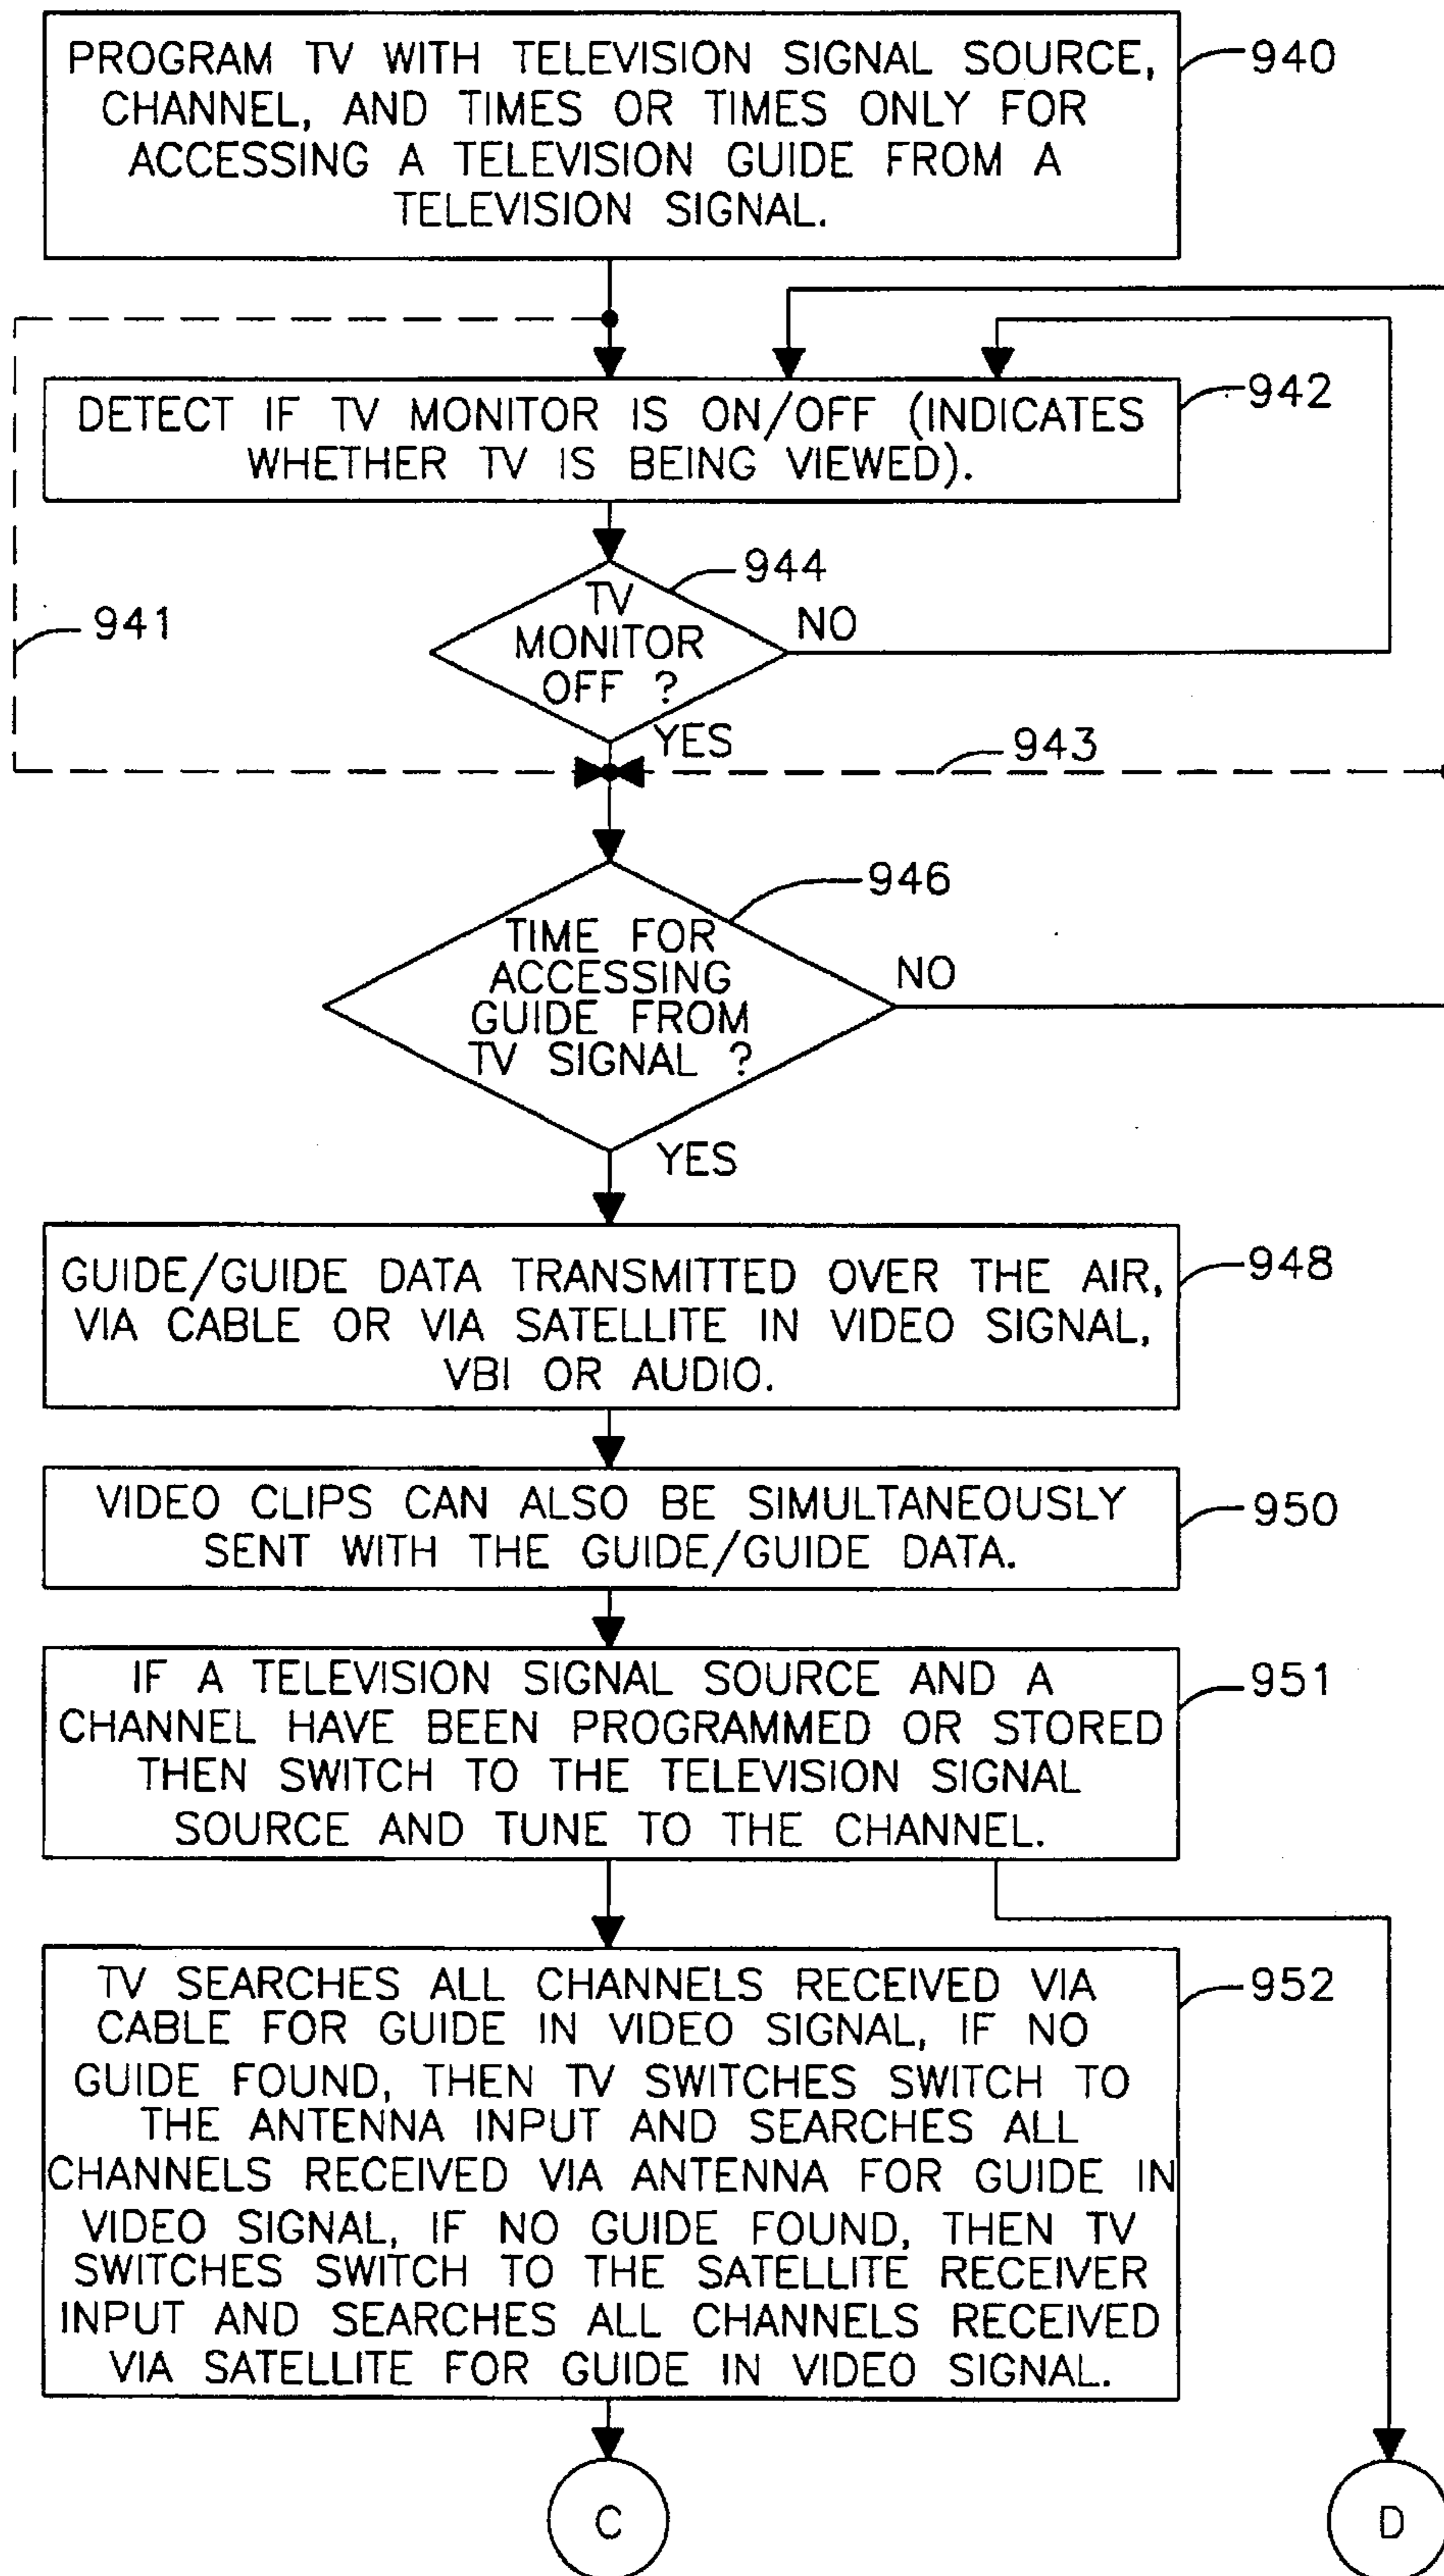 PROGRAM TV WITH TELEVISION SIGNAL SOURCE,
CHANNEL, AND TIMES OR TIMES ONLY FOR
ACCESSING A TELEVISION GUIDE FROM A
TELEVISION SIGNAL.
940
DETECT IF TV MONITOR IS ON/OFF (INDICATES
WHETHER TV IS BEING VIEWED).
942
944
TV
MONITOR
OFF ?
NO
941
YES
943
946
TIME FOR
ACCESSING
GUIDE FROM
TV SIGNAL ?
NO
YES
GUIDE/GUIDE DATA TRANSMITTED OVER THE AIR,
VIA CABLE OR VIA SATELLITE IN VIDEO SIGNAL,
VBI OR AUDIO.
948
VIDEO CLIPS CAN ALSO BE SIMULTANEOUSLY
SENT WITH THE GUIDE/GUIDE DATA.
950
IF A TELEVISION SIGNAL SOURCE AND A
CHANNEL HAVE BEEN PROGRAMMED OR STORED
THEN SWITCH TO THE TELEVISION SIGNAL
SOURCE AND TUNE TO THE CHANNEL.
951
TV SEARCHES ALL CHANNELS RECEIVED VIA
CABLE FOR GUIDE IN VIDEO SIGNAL, IF NO
GUIDE FOUND, THEN TV SWITCHES SWITCH TO
THE ANTENNA INPUT AND SEARCHES ALL
CHANNELS RECEIVED VIA ANTENNA FOR GUIDE IN
VIDEO SIGNAL, IF NO GUIDE FOUND, THEN TV
SWITCHES SWITCH TO THE SATELLITE RECEIVER
INPUT AND SEARCHES ALL CHANNELS RECEIVED
VIA SATELLITE FOR GUIDE IN VIDEO SIGNAL.
952
C
D